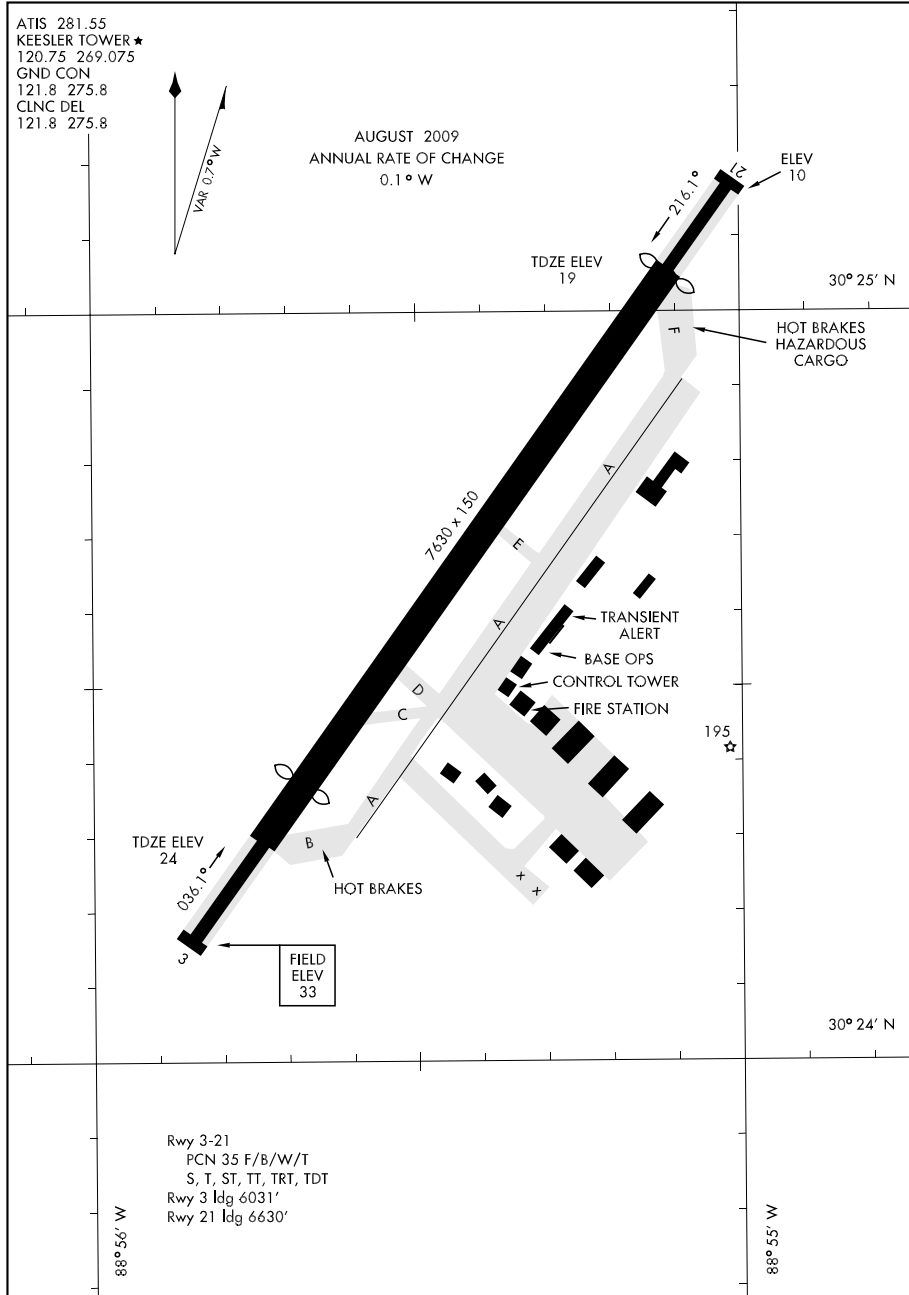 ATIS 281.55
KEESLER TOWER★
120.75 269.075
GND CON
121.8 275.8
CLNC DEL
121.8 275.8
VAR 0.7° W
AUGUST 2009
ANNUAL RATE OF CHANGE
0.1° W
21
ELEV
10
216.1°
TDZE ELEV
19
30° 25' N
F
HOT BRAKES
HAZARDOUS
CARGO
A
7630 x 150
E
A
TRANSIENT
ALERT
BASE OPS
CONTROL TOWER
FIRE STATION
D
C
195
A
B
TDZE ELEV
24
036.1°
HOT BRAKES
x
x
3
FIELD
ELEV
33
30° 24' N
Rwy 3-21
PCN 35 F/B/W/T
S, T, ST, TT, TRT, TDT
Rwy 3 ldg 6031'
Rwy 21 ldg 6630'
88° 56' W
88° 55' W